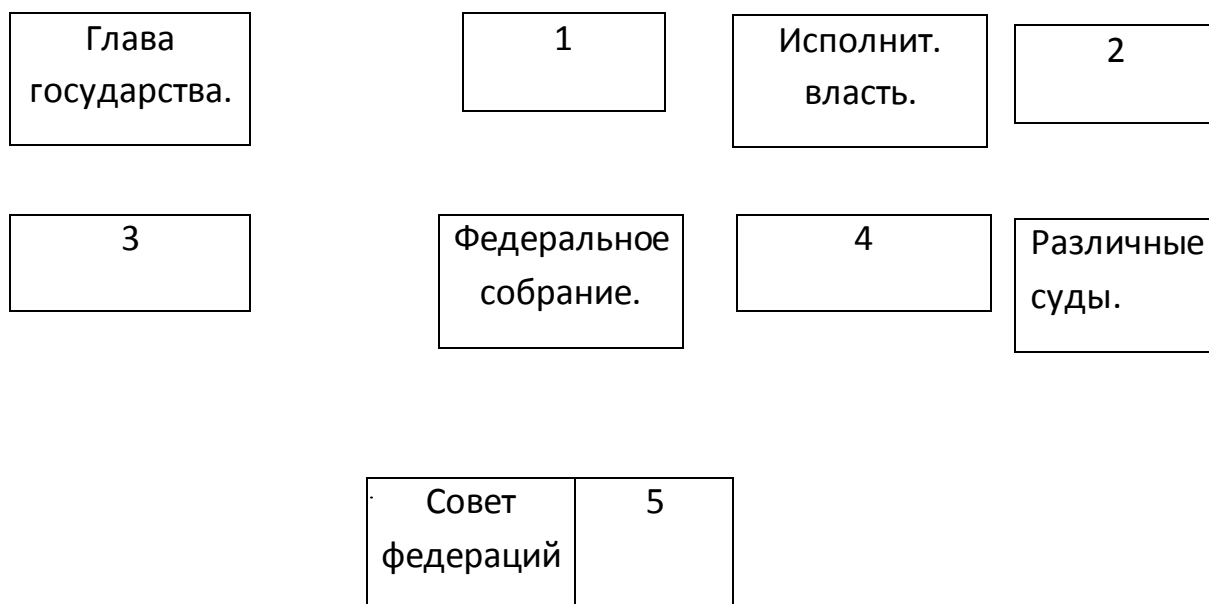 Глава
государства.
1
Исполнит.
власть.
2
3
Федеральное
собрание.
4
Различные
суды.
Совет
федераций
5